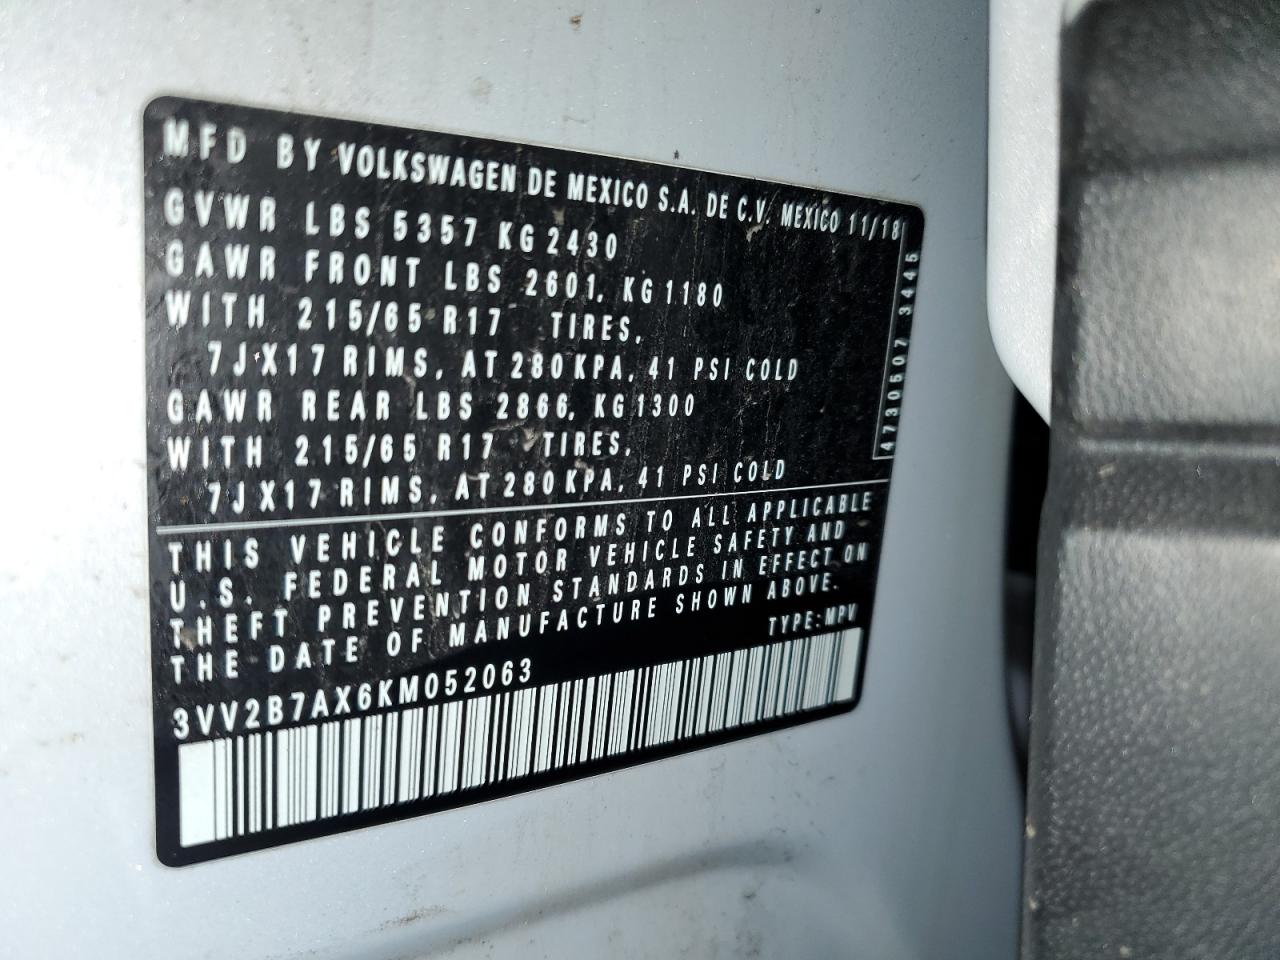 MFD BY VOLKSWAGEN DE MEXICO S.A. DE C.V. MEXICO 11/18
GVWR LBS 5357 KG 2430
GAWR FRONT LBS 2601, KG 1180
WITH 215/65 R17 TIRES,
7JX17 RIMS, AT 280 KPA, 41 PSI COLD
GAWR REAR LBS 2866, KG 1300
WITH 215/65 R17 TIRES,
7JX17 RIMS, AT 280 KPA, 41 PSI COLD
4730507 3445
THIS VEHICLE CONFORMS TO ALL APPLICABLE
U.S. FEDERAL MOTOR VEHICLE SAFETY AND
THEFT PREVENTION STANDARDS IN EFFECT ON
THE DATE OF MANUFACTURE SHOWN ABOVE.
3VV2B7AX6KM052063 TYPE:MPV